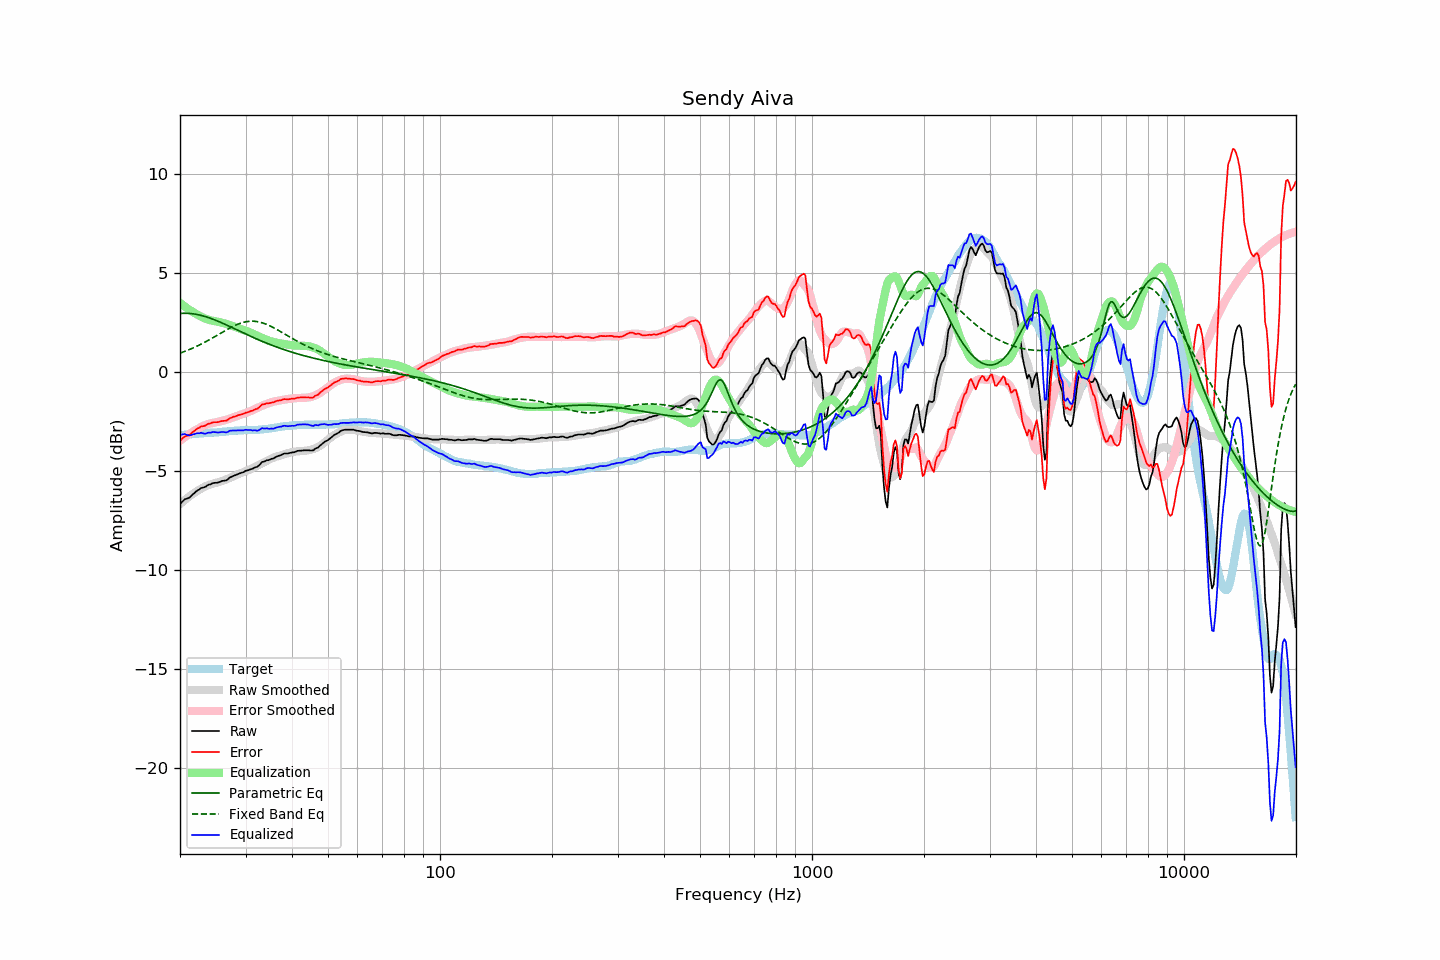 Sendy Aiva
10
5
0
−5
−10
−15
−20
Amplitude (dBr)
Target
Raw Smoothed
Error Smoothed
Raw
Error
Equalization
Parametric Eq
Fixed Band Eq
Equalized
100
1000
10000
Frequency (Hz)